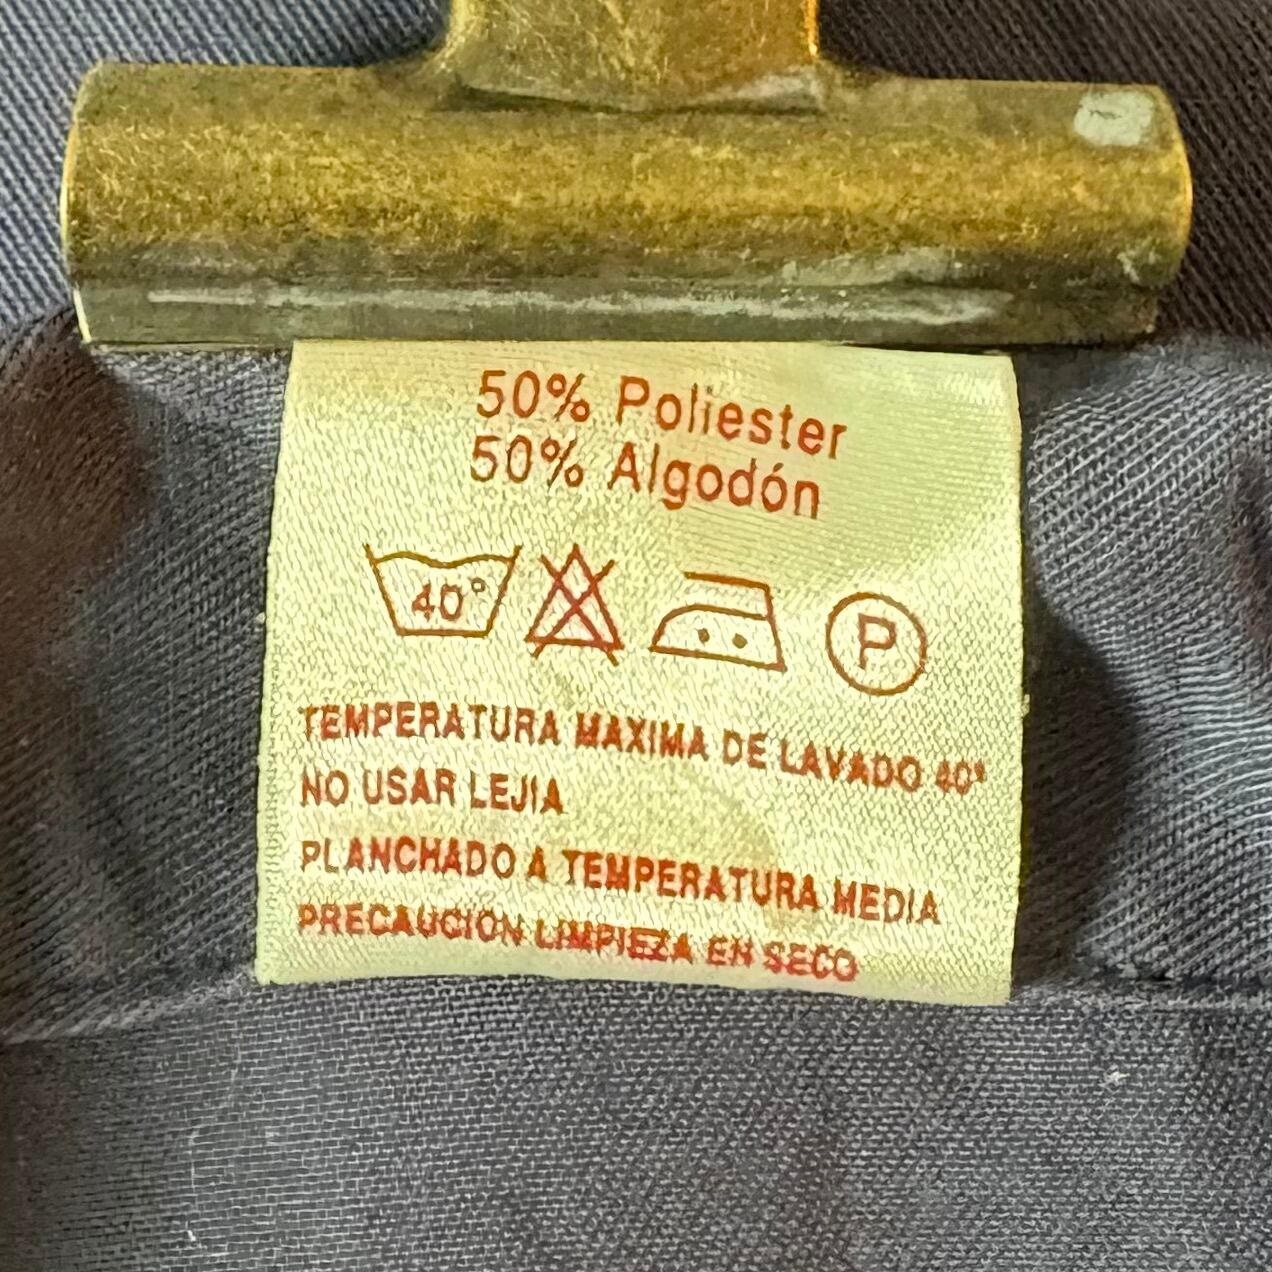 50% Poliester
50% Algodón
40°
P
TEMPERATURA MAXIMA DE LAVADO 40°
NO USAR LEJIA
PLANCHADO A TEMPERATURA MEDIA
PRECAUCION LIMPIEZA EN SECO